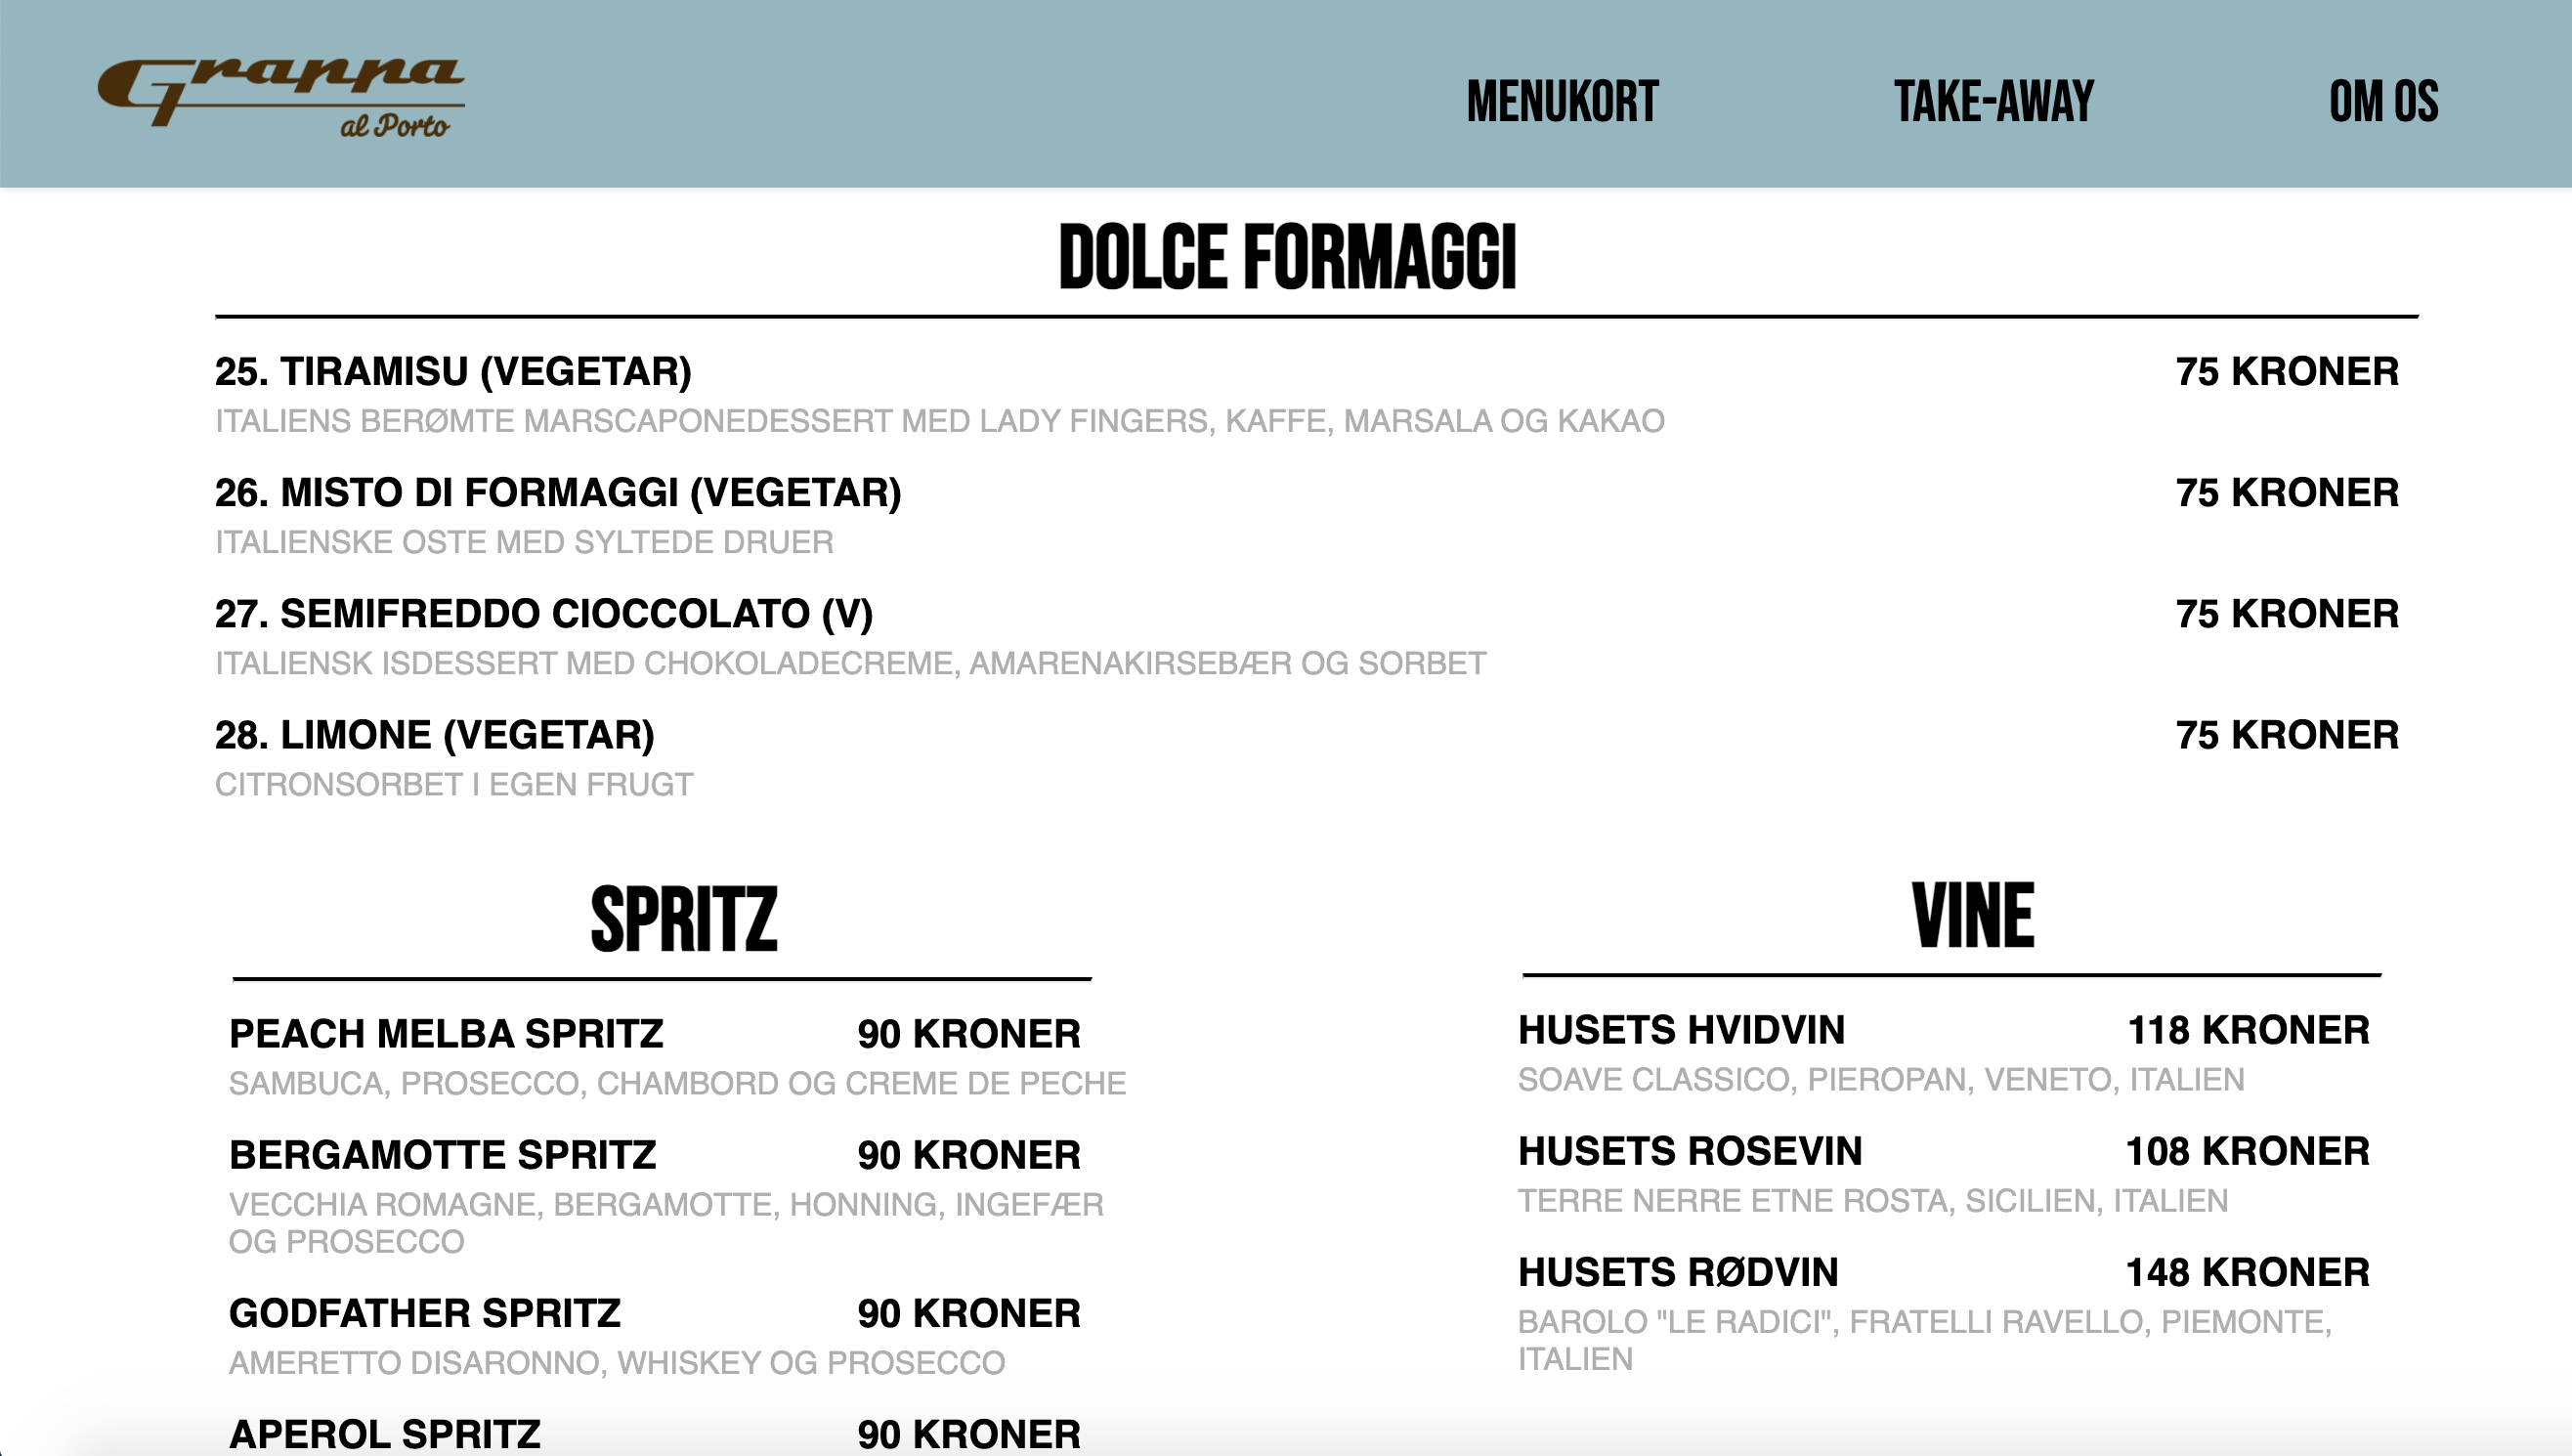 Grappa
al Porto
MENUKORT
TAKE-AWAY
OM OS
DOLCE FORMAGGI
25. TIRAMISU (VEGETAR) 75 KRONER
ITALIENS BERØMTE MARSCAPONEDESSERT MED LADY FINGERS, KAFFE, MARSALA OG KAKAO
26. MISTO DI FORMAGGI (VEGETAR) 75 KRONER
ITALIENSKE OSTE MED SYLTEDE DRUER
27. SEMIFREDDO CIOCCOLATO (V) 75 KRONER
ITALIENSK ISDESSERT MED CHOKOLADECREME, AMARENAKIRSEBÆR OG SORBET
28. LIMONE (VEGETAR) 75 KRONER
CITRONSORBET I EGEN FRUGT
SPRITZ
PEACH MELBA SPRITZ 90 KRONER
SAMBUCA, PROSECCO, CHAMBORD OG CREME DE PECHE
BERGAMOTTE SPRITZ 90 KRONER
VECCHIA ROMAGNE, BERGAMOTTE, HONNING, INGEFÆR
OG PROSECCO
GODFATHER SPRITZ 90 KRONER
AMERETTO DISARONNO, WHISKEY OG PROSECCO
APEROL SPRITZ 90 KRONER
VINE
HUSETS HVIDVIN 118 KRONER
SOAVE CLASSICO, PIEROPAN, VENETO, ITALIEN
HUSETS ROSEVIN 108 KRONER
TERRE NERRE ETNE ROSTA, SICILIEN, ITALIEN
HUSETS RØDVIN 148 KRONER
BAROLO "LE RADICI", FRATELLI RAVELLO, PIEMONTE,
ITALIEN